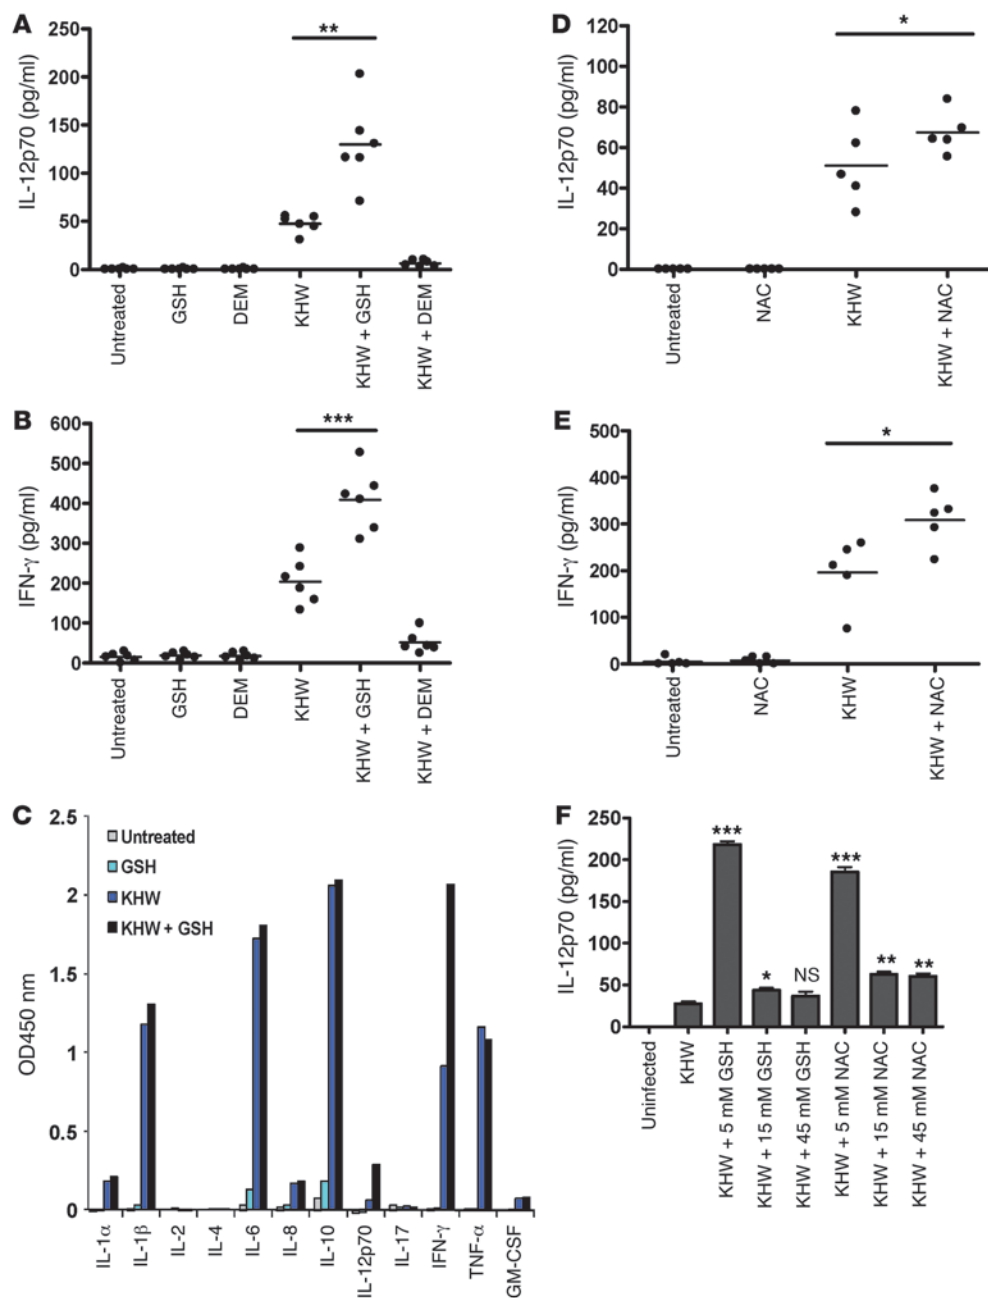 A
IL-12p70 (pg/ml)
250
200
150
100
50
0
**
Untreated
GSH
DEM
KHW
KHW + GSH
KHW + DEM
D
IL-12p70 (pg/ml)
120
100
80
60
40
20
0
*
Untreated
NAC
KHW
KHW + NAC
B
IFN-γ (pg/ml)
600
500
400
300
200
100
0
***
Untreated
GSH
DEM
KHW
KHW + GSH
KHW + DEM
E
IFN-γ (pg/ml)
500
400
300
200
100
0
*
Untreated
NAC
KHW
KHW + NAC
C
OD450 nm
2.5
2
1.5
1
0.5
0
Untreated
GSH
KHW
KHW + GSH
IL-1α
IL-1β
IL-2
IL-4
IL-6
IL-8
IL-10
IL-12p70
IL-17
IFN-γ
TNF-α
GM-CSF
F
IL-12p70 (pg/ml)
250
200
150
100
50
0
***
*
NS
***
**
**
Uninfected
KHW
KHW + 5 mM GSH
KHW + 15 mM GSH
KHW + 45 mM GSH
KHW + 5 mM NAC
KHW + 15 mM NAC
KHW + 45 mM NAC